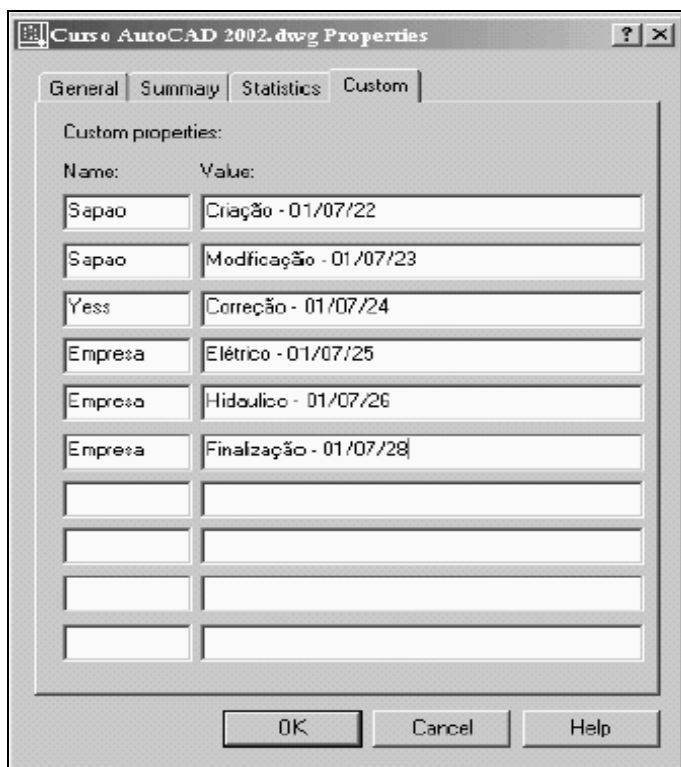 Curso AutoCAD 2002.dwg Properties
General Summary Statistics Custom
Custom properties:
Name: Value:
Sapao Criação - 01/07/22
Sapao Modificação - 01/07/23
Yess Correção - 01/07/24
Empresa Elétrico - 01/07/25
Empresa Hidaulico - 01/07/26
Empresa Finalização - 01/07/28
OK Cancel Help